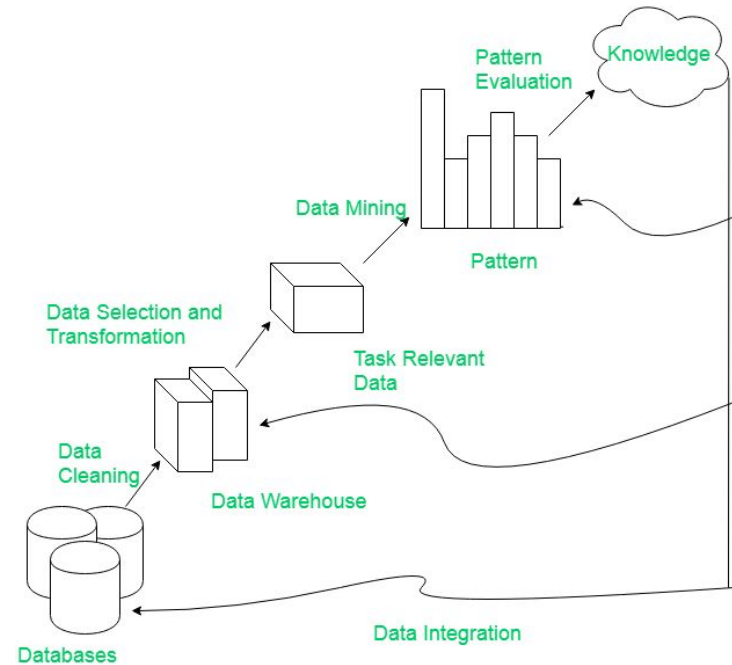 Knowledge
Pattern
Evaluation
Data Mining
Pattern
Data Selection and
Transformation
Task Relevant
Data
Data
Cleaning
Data Warehouse
Data Integration
Databases